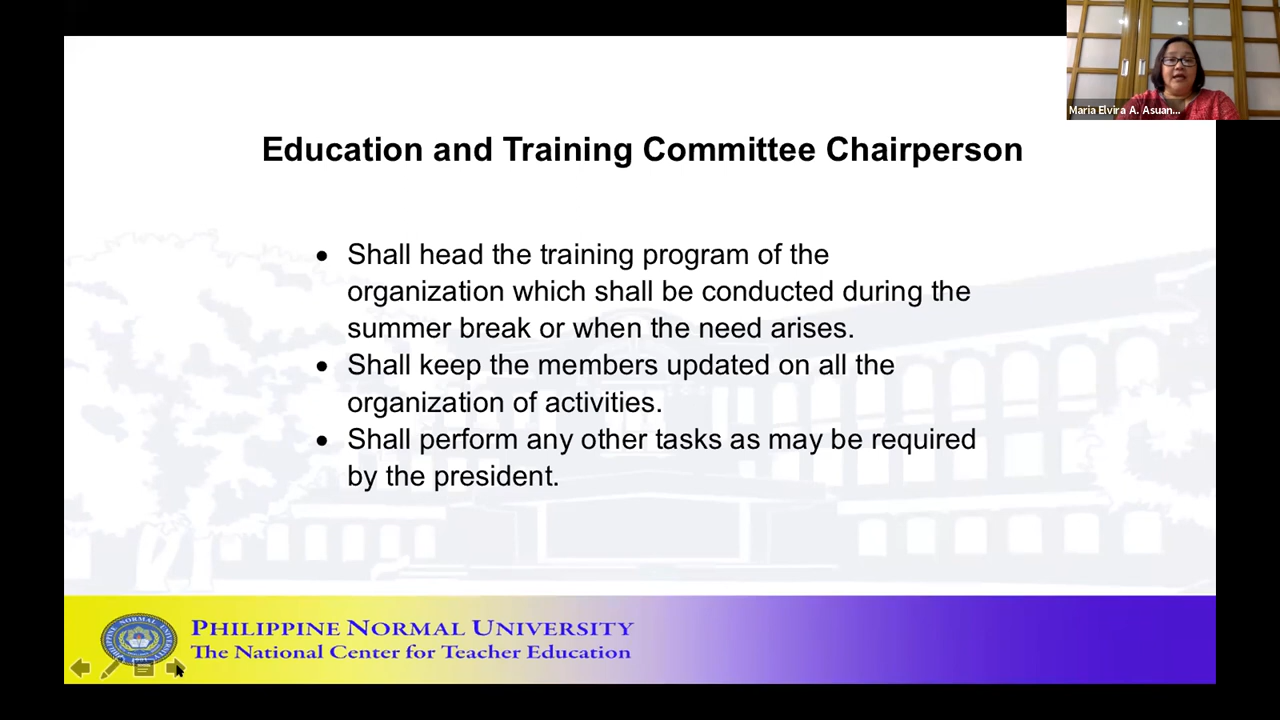 Maria Elvira A. Asuan...
Education and Training Committee Chairperson
• Shall head the training program of the
organization which shall be conducted during the
summer break or when the need arises.
• Shall keep the members updated on all the
organization of activities.
• Shall perform any other tasks as may be required
by the president.
PHILIPPINE NORMAL UNIVERSITY
The National Center for Teacher Education